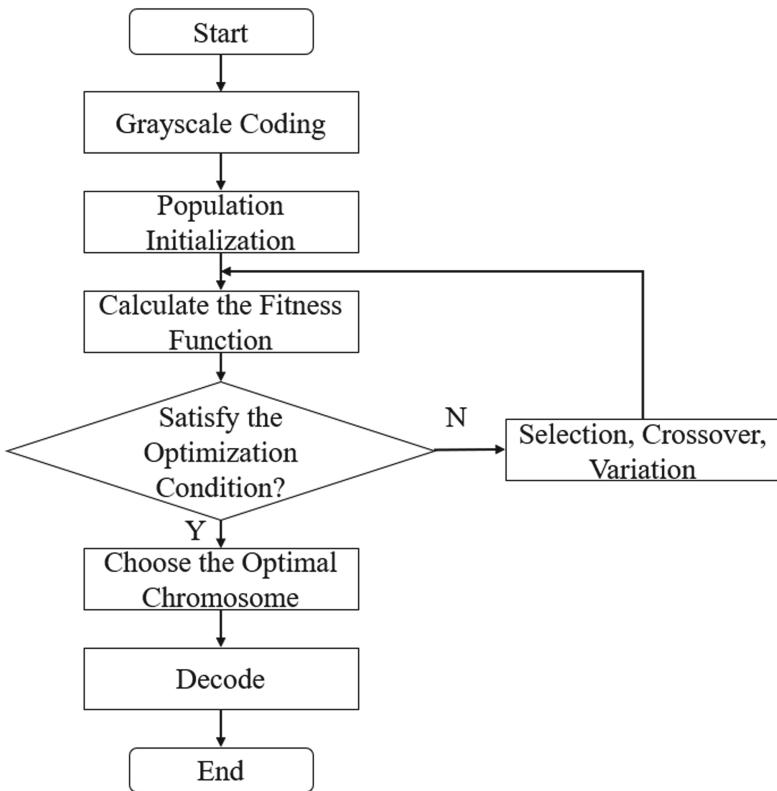 Start
Grayscale Coding
Population
Initialization
Calculate the Fitness
Function
Satisfy the
Optimization
Condition?
N
Selection, Crossover,
Variation
Y
Choose the Optimal
Chromosome
Decode
End